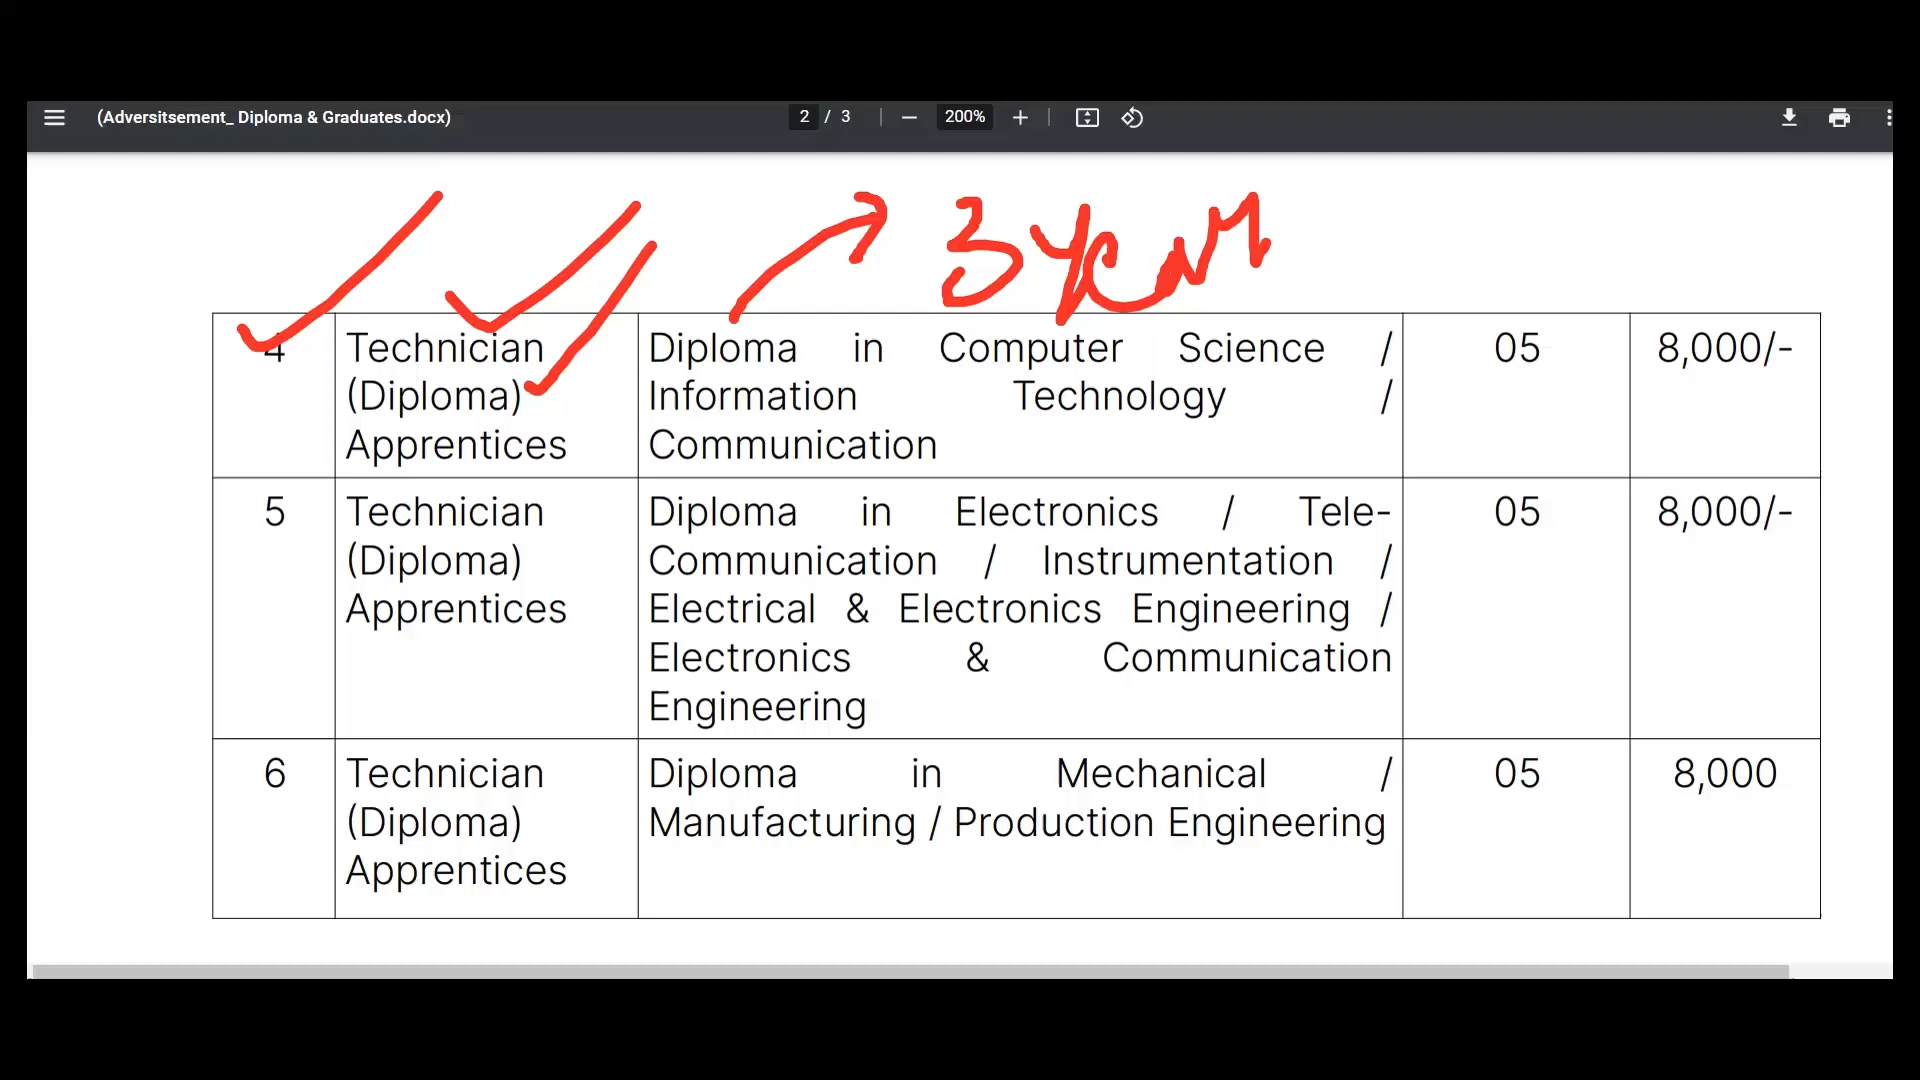 (Adversitsement_ Diploma & Graduates.docx) 2 / 3 200%
3 year
4 Technician (Diploma) Apprentices Diploma in Computer Science / Information Technology / Communication 05 8,000/-
5 Technician (Diploma) Apprentices Diploma in Electronics / Tele-Communication / Instrumentation / Electrical & Electronics Engineering / Electronics & Communication Engineering 05 8,000/-
6 Technician (Diploma) Apprentices Diploma in Mechanical / Manufacturing / Production Engineering 05 8,000